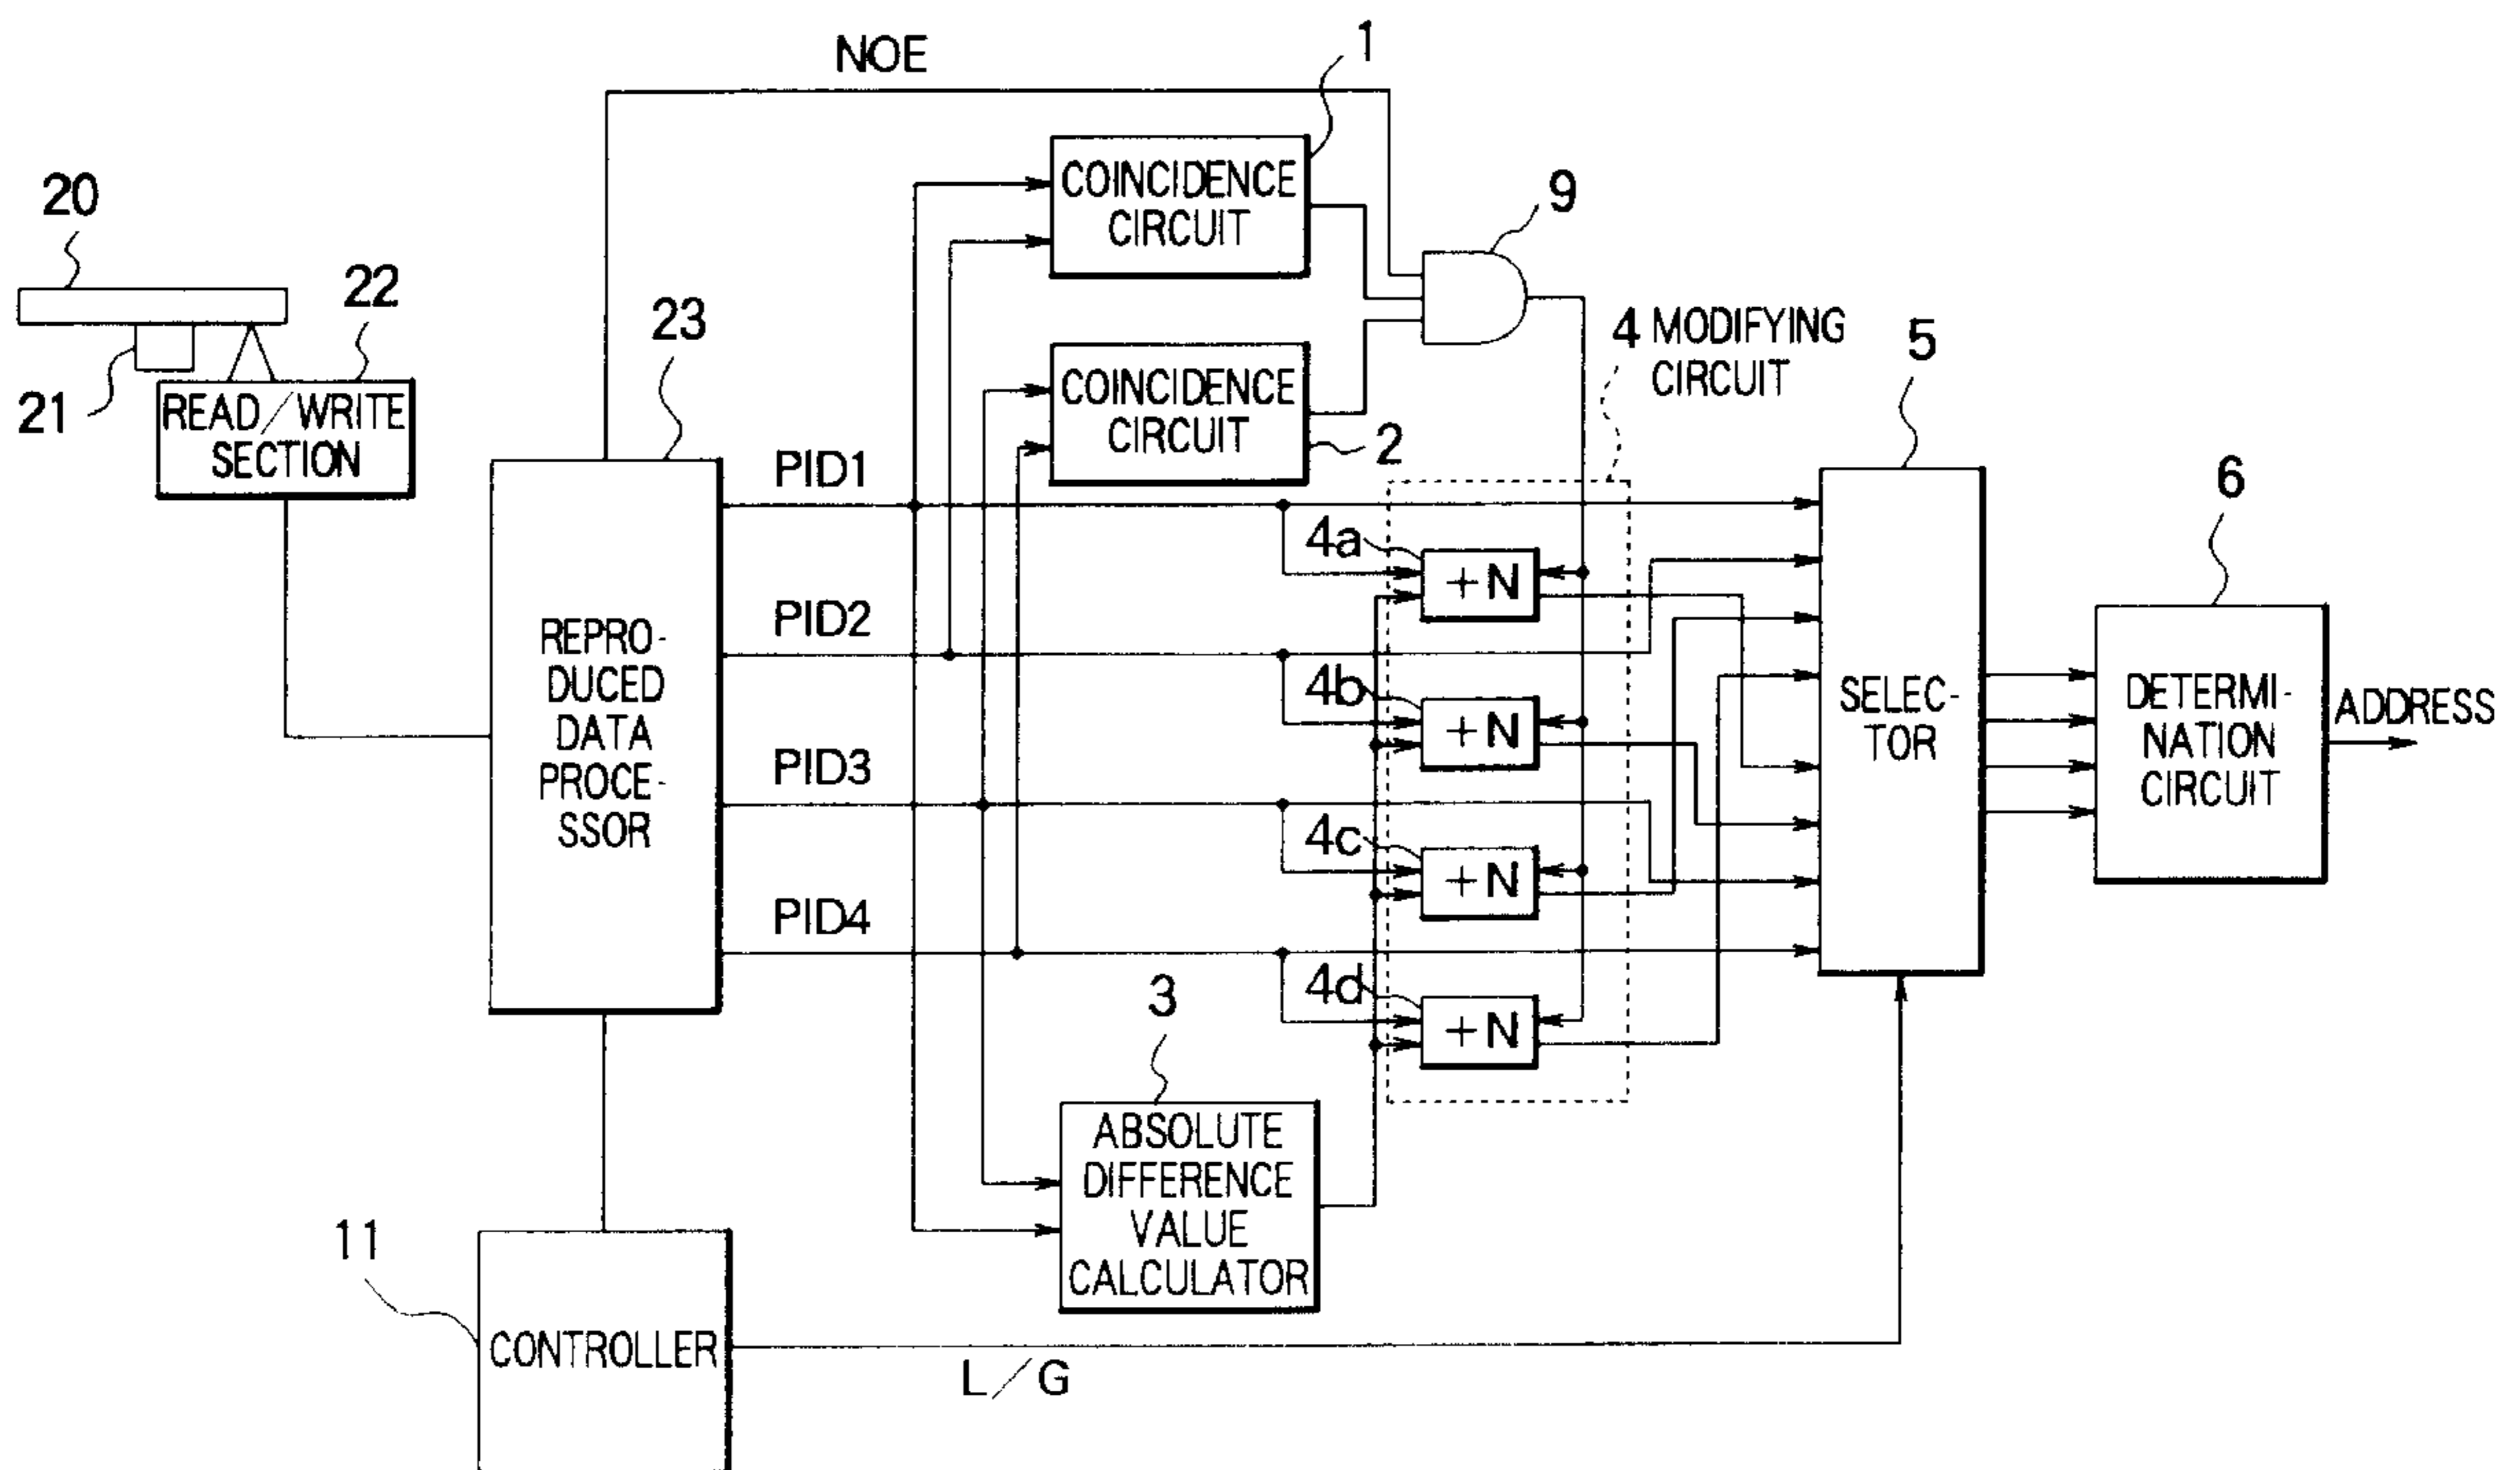 NOE
1
COINCIDENCE
CIRCUIT
9
20
22
23
21
READ/WRITE
SECTION
COINCIDENCE
CIRCUIT
2
4 MODIFYING
CIRCUIT
5
6
PID1
4a
+N
PID2
4b
+N
PID3
4c
+N
PID4
4d
+N
REPRO-
DUCED
DATA
PROCE-
SSOR
SELEC-
TOR
DETERMI-
NATION
CIRCUIT
ADDRESS
3
ABSOLUTE
DIFFERENCE
VALUE
CALCULATOR
11
CONTROLLER
L/G